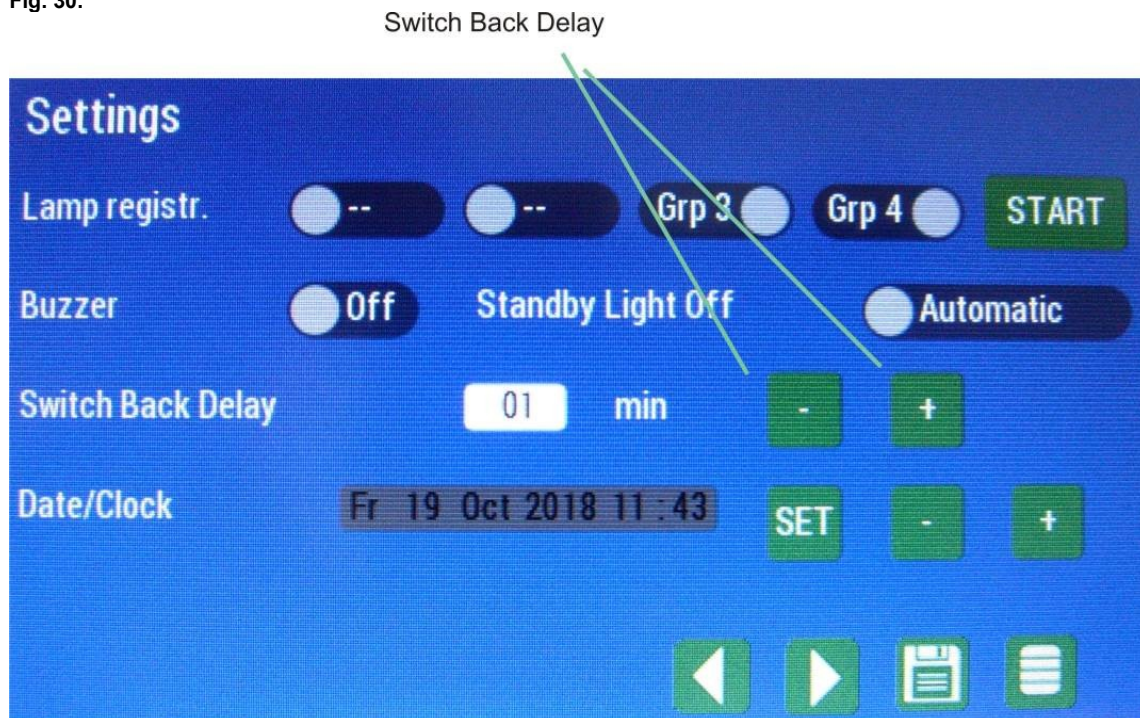 Fig. 30:
Switch Back Delay
Settings
Lamp registr. -- -- Grp 3 Grp 4 START
Buzzer Off Standby Light Off Automatic
Switch Back Delay 01 min - +
Date/Clock Fr 19 Oct 2018 11 : 43 SET - +